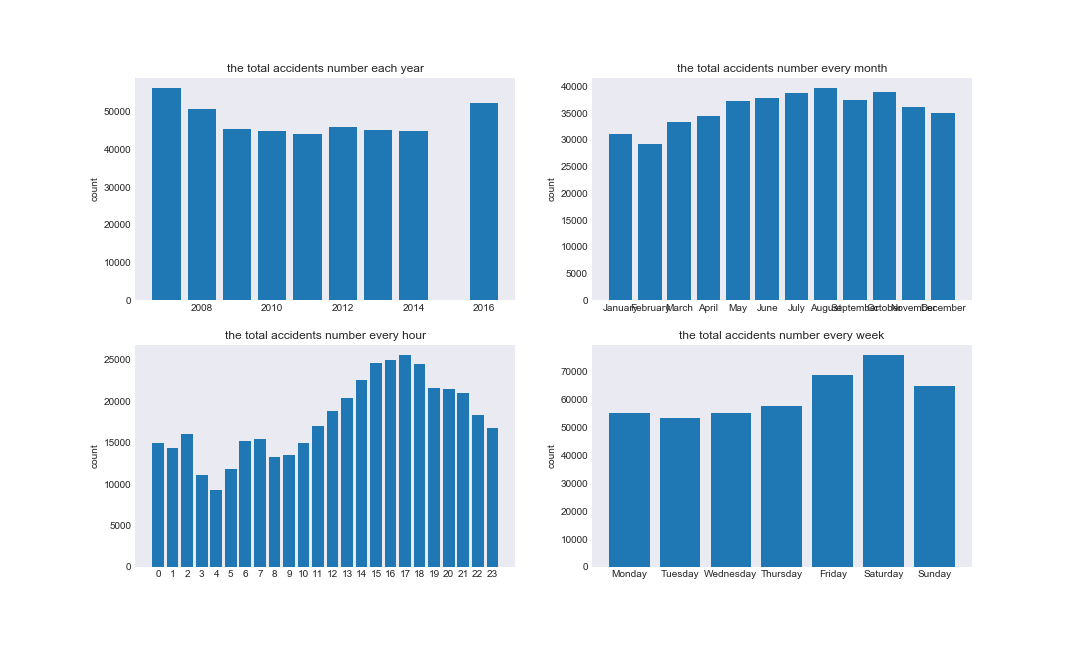 the total accidents number each year
count
50000
40000
30000
20000
10000
0
2008 2010 2012 2014 2016
the total accidents number every month
count
40000
35000
30000
25000
20000
15000
10000
5000
0
January February March April May June July August September October November December
the total accidents number every hour
count
25000
20000
15000
10000
5000
0
0 1 2 3 4 5 6 7 8 9 10 11 12 13 14 15 16 17 18 19 20 21 22 23
the total accidents number every week
count
70000
60000
50000
40000
30000
20000
10000
0
Monday Tuesday Wednesday Thursday Friday Saturday Sunday